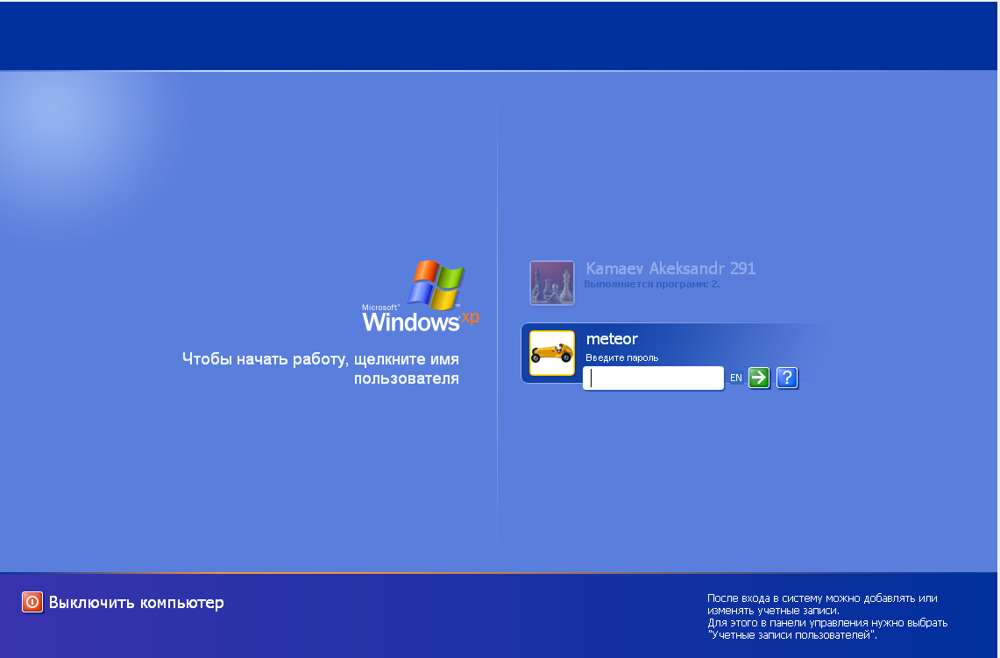 Kamaev Akeksandr 291
Выполняется программ: 2.
Microsoft®
Windows xp
™
meteor
Введите пароль
EN
?
Чтобы начать работу, щелкните имя
пользователя
Выключить компьютер
После входа в систему можно добавлять или
изменять учетные записи.
Для этого в панели управления нужно выбрать
"Учетные записи пользователей".